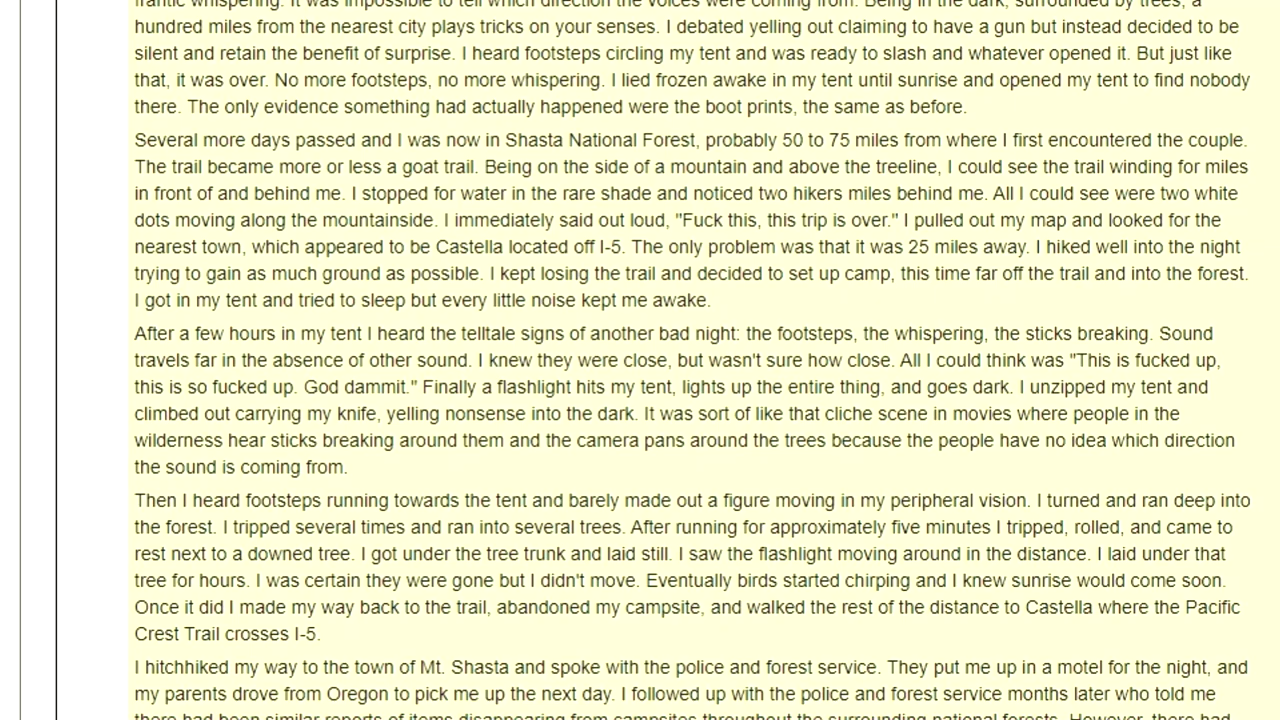 frantic whispering. It was impossible to tell which direction the voices were coming from. Being in the dark, surrounded by trees, a
hundred miles from the nearest city plays tricks on your senses. I debated yelling out claiming to have a gun but instead decided to be
silent and retain the benefit of surprise. I heard footsteps circling my tent and was ready to slash and whatever opened it. But just like
that, it was over. No more footsteps, no more whispering. I lied frozen awake in my tent until sunrise and opened my tent to find nobody
there. The only evidence something had actually happened were the boot prints, the same as before.
Several more days passed and I was now in Shasta National Forest, probably 50 to 75 miles from where I first encountered the couple.
The trail became more or less a goat trail. Being on the side of a mountain and above the treeline, I could see the trail winding for miles
in front of and behind me. I stopped for water in the rare shade and noticed two hikers miles behind me. All I could see were two white
dots moving along the mountainside. I immediately said out loud, "Fuck this, this trip is over." I pulled out my map and looked for the
nearest town, which appeared to be Castella located off I-5. The only problem was that it was 25 miles away. I hiked well into the night
trying to gain as much ground as possible. I kept losing the trail and decided to set up camp, this time far off the trail and into the forest.
I got in my tent and tried to sleep but every little noise kept me awake.
After a few hours in my tent I heard the telltale signs of another bad night: the footsteps, the whispering, the sticks breaking. Sound
travels far in the absence of other sound. I knew they were close, but wasn't sure how close. All I could think was "This is fucked up,
this is so fucked up. God dammit." Finally a flashlight hits my tent, lights up the entire thing, and goes dark. I unzipped my tent and
climbed out carrying my knife, yelling nonsense into the dark. It was sort of like that cliche scene in movies where people in the
wilderness hear sticks breaking around them and the camera pans around the trees because the people have no idea which direction
the sound is coming from.
Then I heard footsteps running towards the tent and barely made out a figure moving in my peripheral vision. I turned and ran deep into
the forest. I tripped several times and ran into several trees. After running for approximately five minutes I tripped, rolled, and came to
rest next to a downed tree. I got under the tree trunk and laid still. I saw the flashlight moving around in the distance. I laid under that
tree for hours. I was certain they were gone but I didn't move. Eventually birds started chirping and I knew sunrise would come soon.
Once it did I made my way back to the trail, abandoned my campsite, and walked the rest of the distance to Castella where the Pacific
Crest Trail crosses I-5.
I hitchhiked my way to the town of Mt. Shasta and spoke with the police and forest service. They put me up in a motel for the night, and
my parents drove from Oregon to pick me up the next day. I followed up with the police and forest service months later who told me
there had been similar reports of items disappearing from campsites throughout the surrounding national forests. However, there had